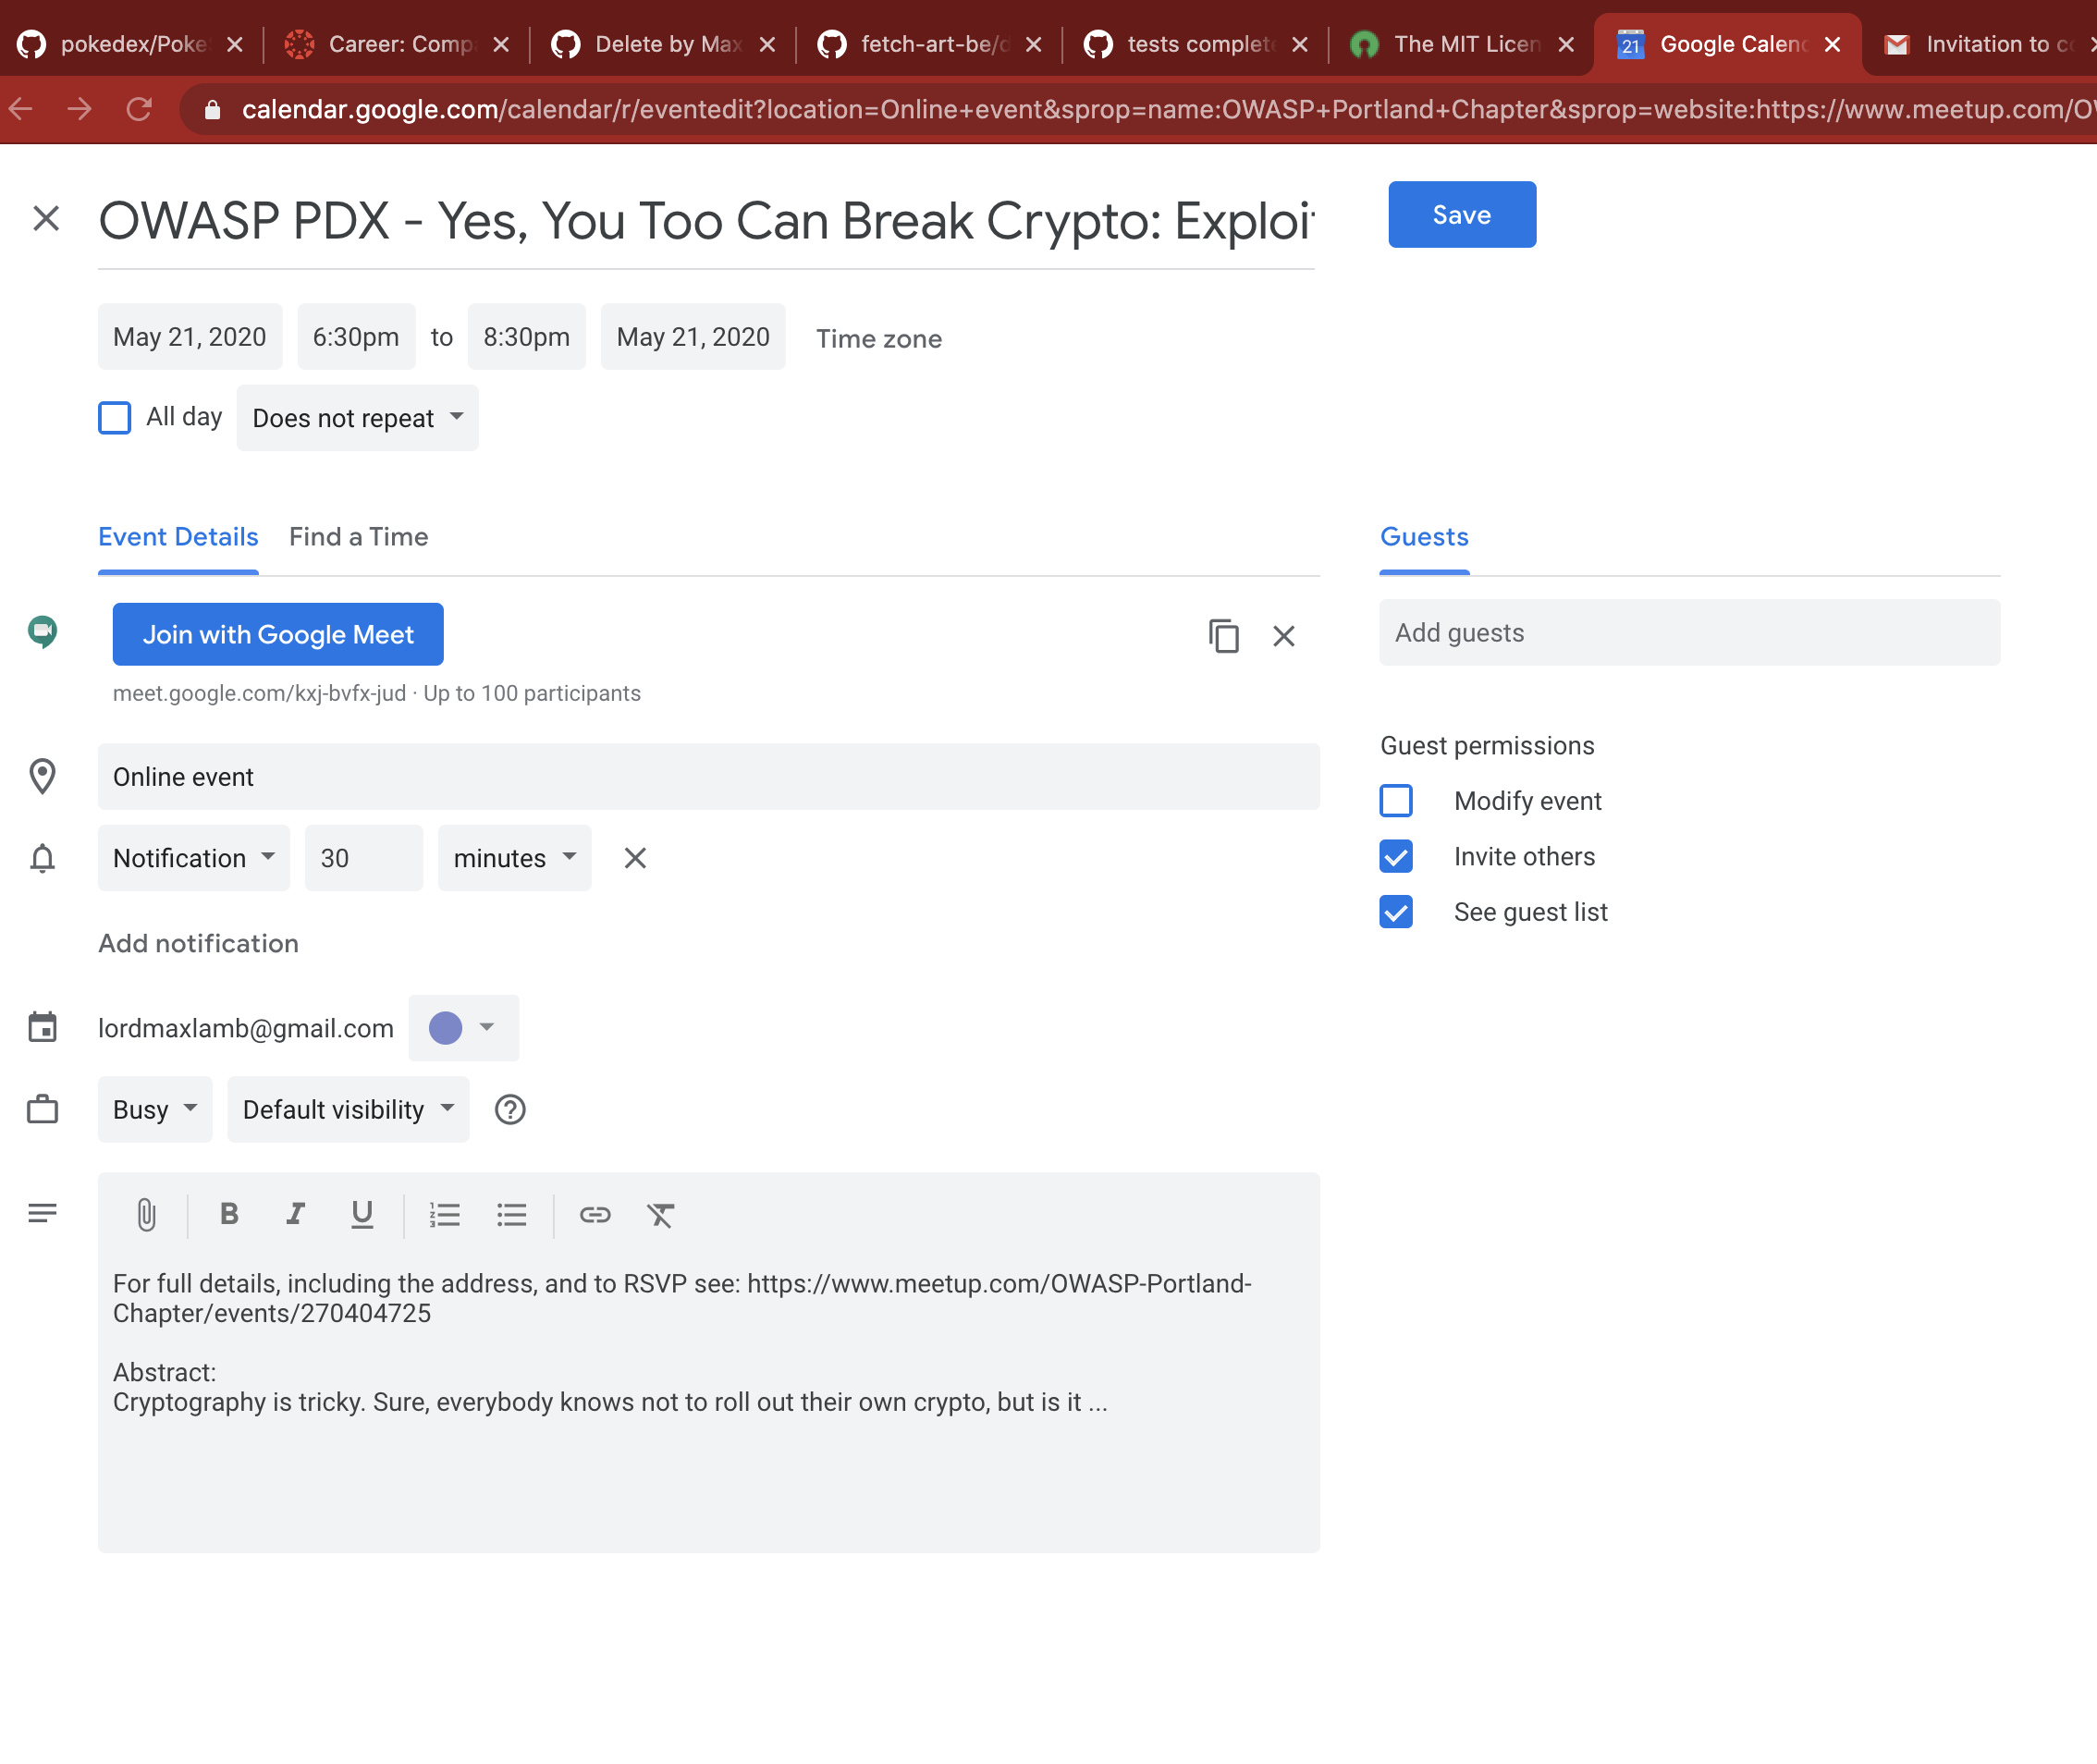 pokedex/Poke
Career: Comp
Delete by Max
fetch-art-be/d
tests complete
The MIT Licen
21
Google Calend
Invitation to co
calendar.google.com/calendar/r/eventedit?location=Online+event&sprop=name:OWASP+Portland+Chapter&sprop=website:https://www.meetup.com/OW
OWASP PDX - Yes, You Too Can Break Crypto: Exploit
Save
May 21, 2020 6:30pm to 8:30pm May 21, 2020 Time zone
All day Does not repeat
Event Details Find a Time
Guests
Join with Google Meet
Add guests
meet.google.com/kxj-bvfx-jud · Up to 100 participants
Guest permissions
Online event
Modify event
Notification 30 minutes
Invite others
See guest list
Add notification
lordmaxlamb@gmail.com
Busy Default visibility
B I U
For full details, including the address, and to RSVP see: https://www.meetup.com/OWASP-Portland-
Chapter/events/270404725
Abstract:
Cryptography is tricky. Sure, everybody knows not to roll out their own crypto, but is it ...